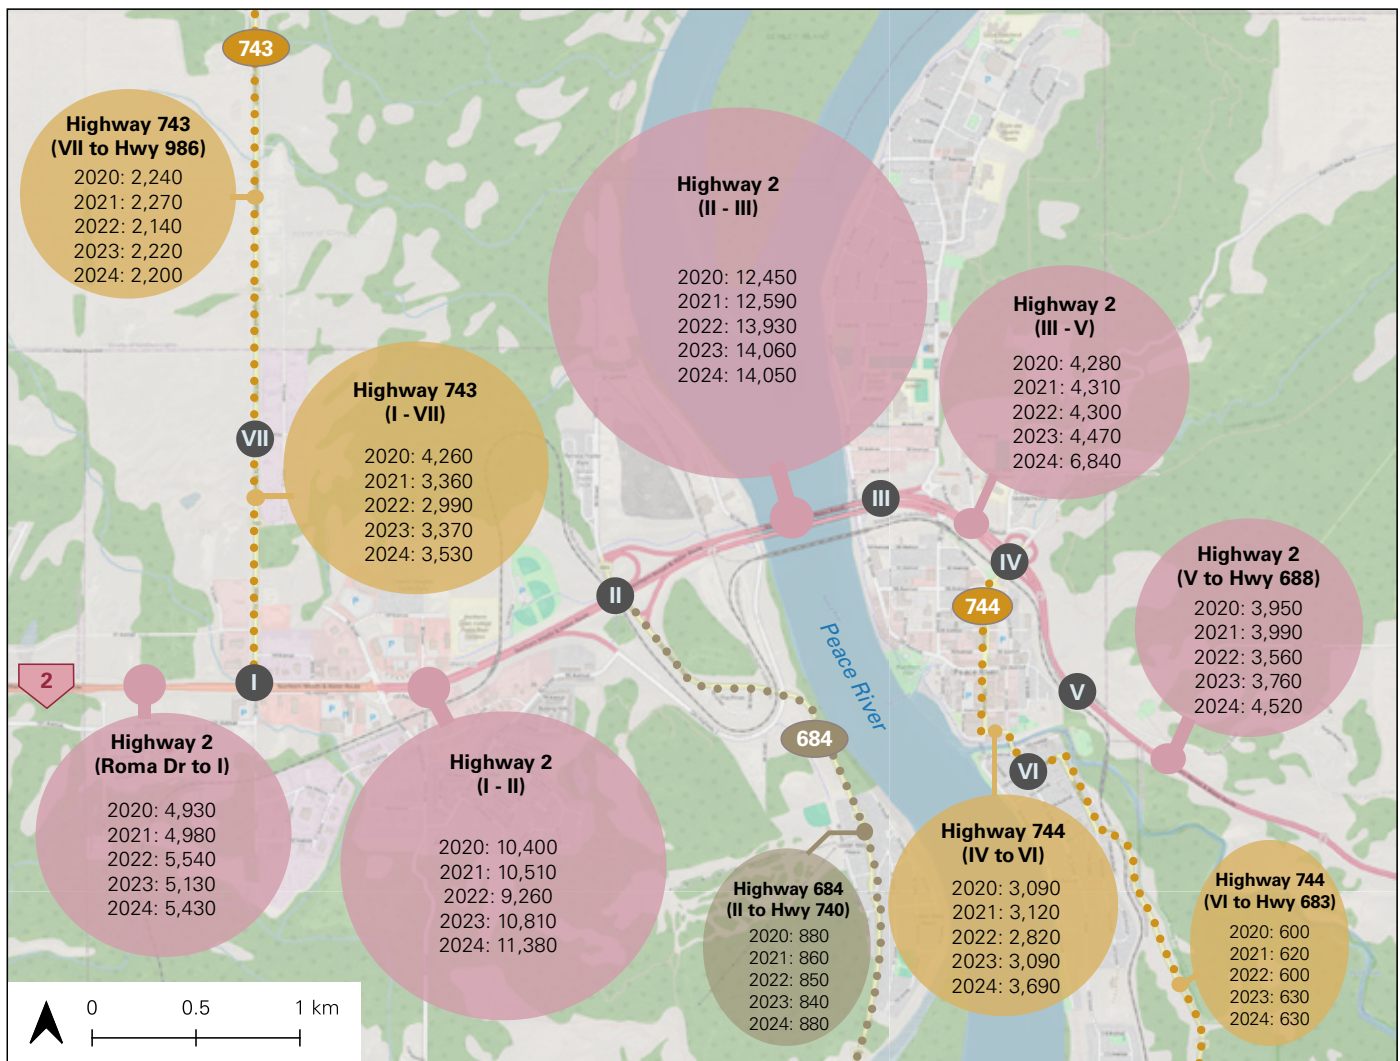 743
Highway 743
(VII to Hwy 986)
2020: 2,240
2021: 2,270
2022: 2,140
2023: 2,220
2024: 2,200
Highway 2
(II - III)
2020: 12,450
2021: 12,590
2022: 13,930
2023: 14,060
2024: 14,050
Highway 2
(III - V)
2020: 4,280
2021: 4,310
2022: 4,300
2023: 4,470
2024: 6,840
Highway 743
(I - VII)
2020: 4,260
2021: 3,360
2022: 2,990
2023: 3,370
2024: 3,530
VII
III
IV
II
744
Highway 2
(V to Hwy 688)
2020: 3,950
2021: 3,990
2022: 3,560
2023: 3,760
2024: 4,520
Peace River
2
I
V
684
VI
Highway 2
(Roma Dr to I)
2020: 4,930
2021: 4,980
2022: 5,540
2023: 5,130
2024: 5,430
Highway 2
(I - II)
2020: 10,400
2021: 10,510
2022: 9,260
2023: 10,810
2024: 11,380
Highway 684
(II to Hwy 740)
2020: 880
2021: 860
2022: 850
2023: 840
2024: 880
Highway 744
(IV to VI)
2020: 3,090
2021: 3,120
2022: 2,820
2023: 3,090
2024: 3,690
Highway 744
(VI to Hwy 683)
2020: 600
2021: 620
2022: 600
2023: 630
2024: 630
0 0.5 1 km